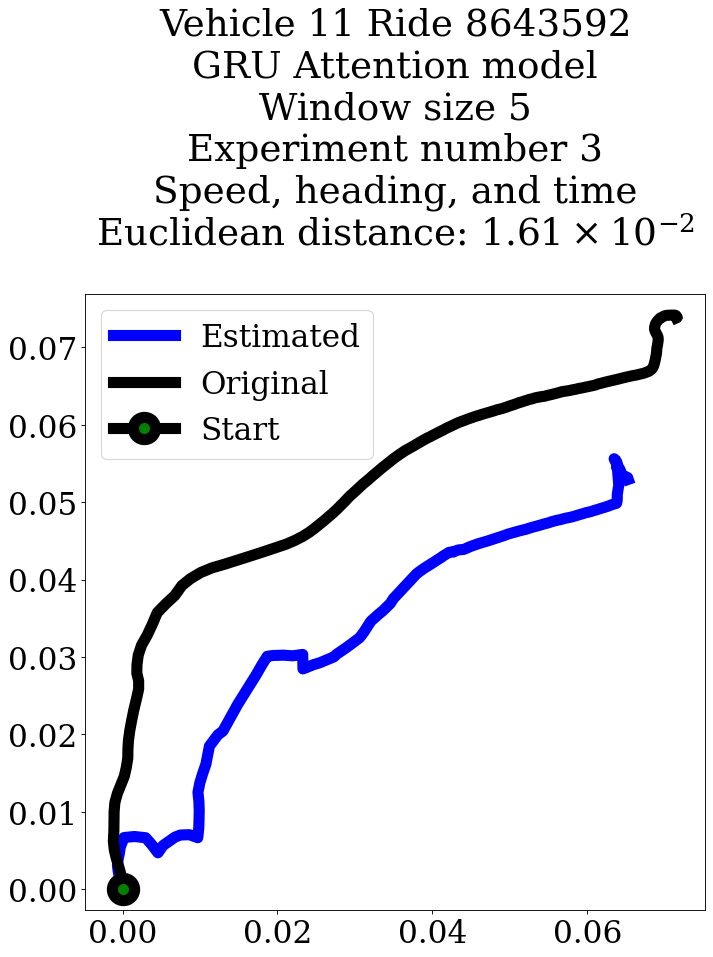 Vehicle 11 Ride 8643592
GRU Attention model
Window size 5
Experiment number 3
Speed, heading, and time
Euclidean distance: 1.61 × 10⁻²
Estimated
Original
Start
0.07
0.06
0.05
0.04
0.03
0.02
0.01
0.00
0.00 0.02 0.04 0.06